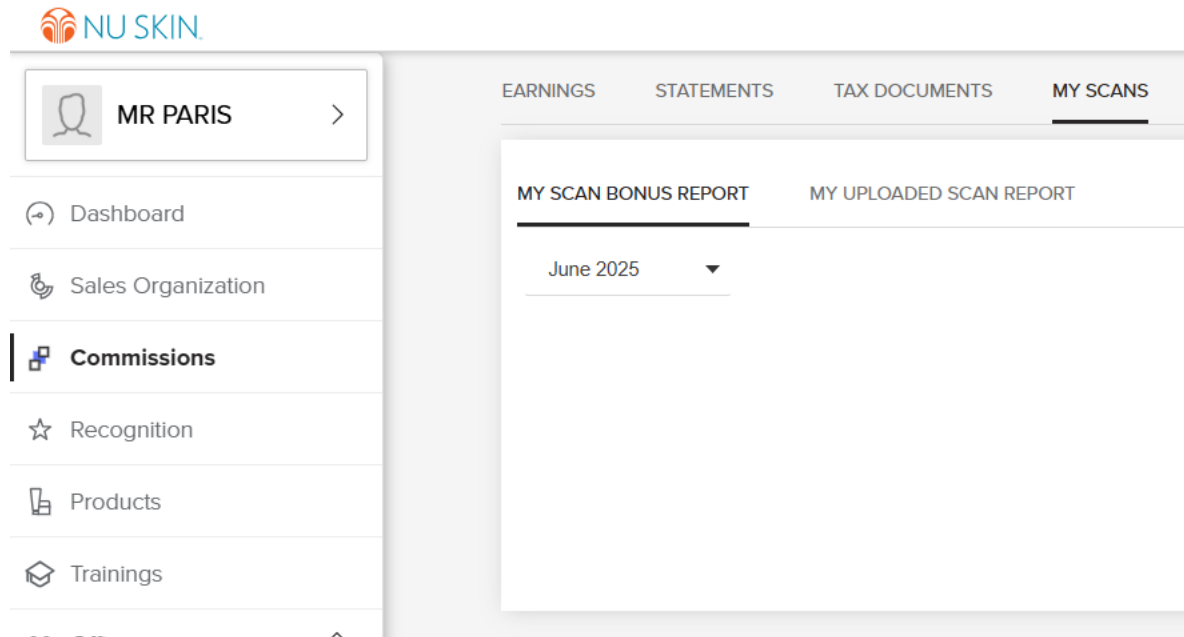 NU SKIN
MR PARIS
Dashboard
Sales Organization
Commissions
Recognition
Products
Trainings
EARNINGS STATEMENTS TAX DOCUMENTS MY SCANS
MY SCAN BONUS REPORT MY UPLOADED SCAN REPORT
June 2025